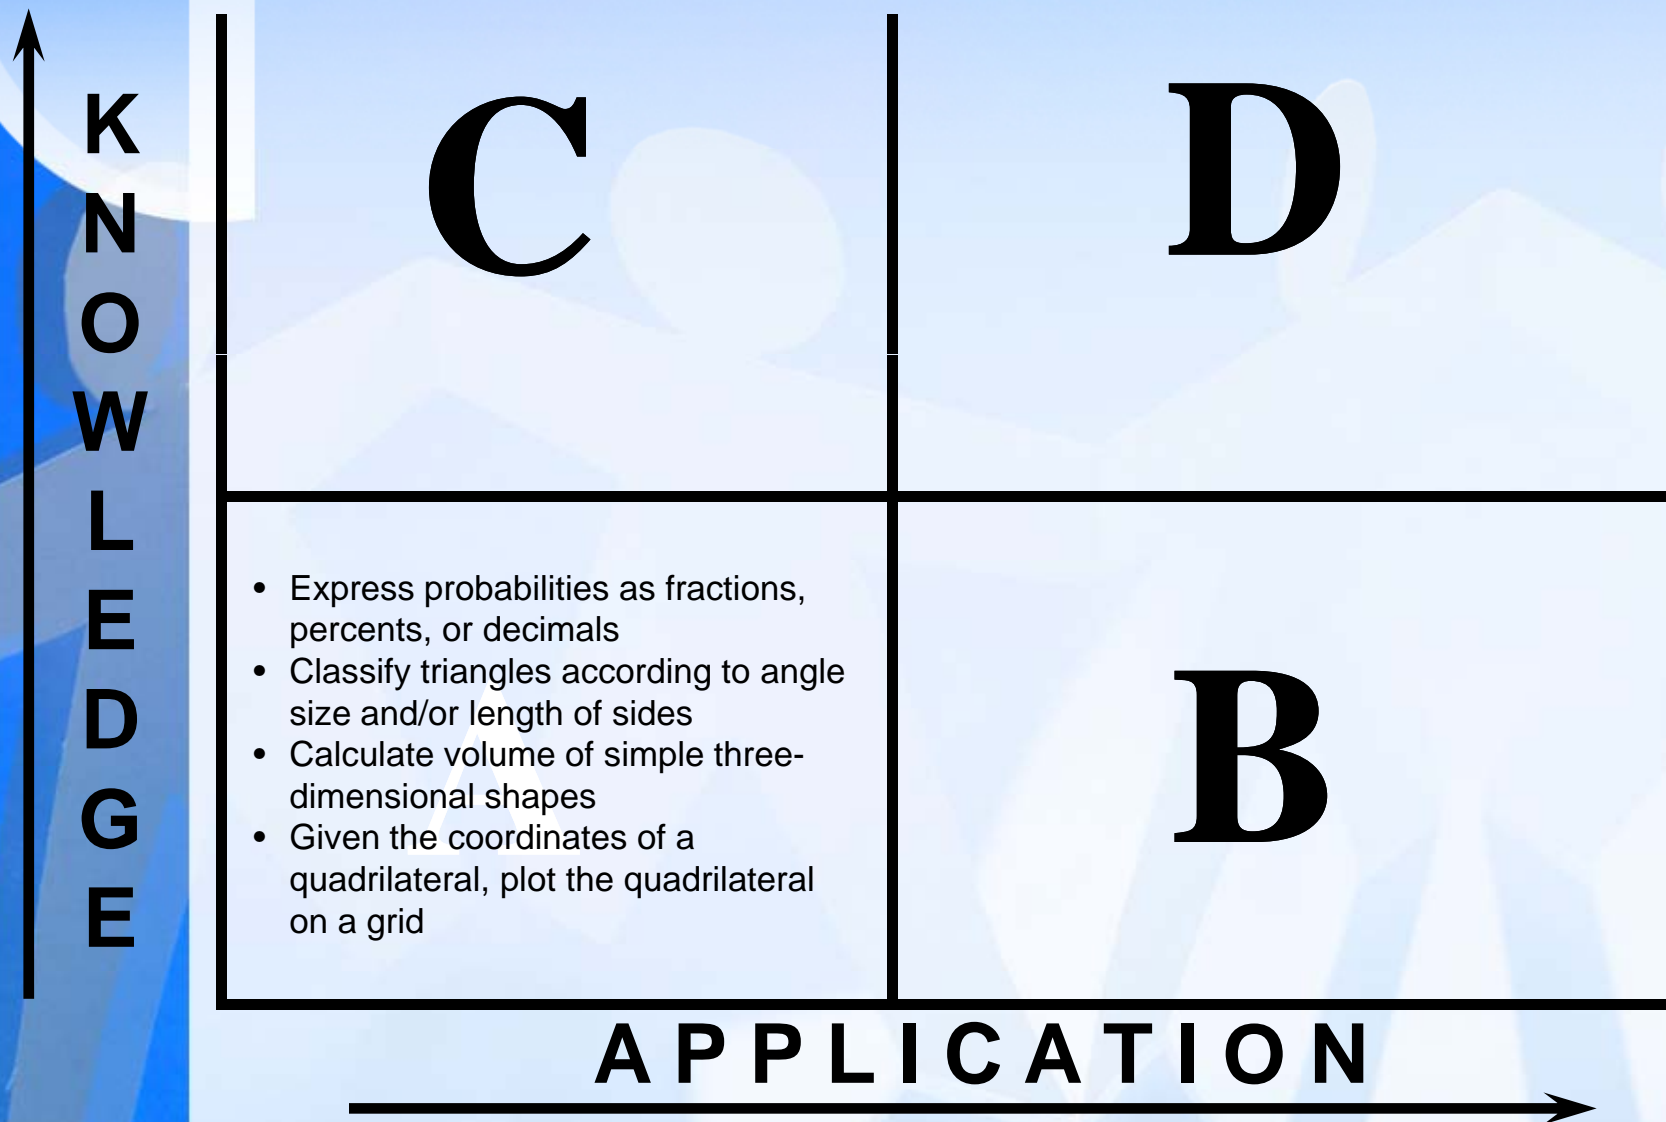 KNOWLEDGE
C
D
• Express probabilities as fractions,
percents, or decimals
• Classify triangles according to angle
size and/or length of sides
• Calculate volume of simple three-
dimensional shapes
• Given the coordinates of a
quadrilateral, plot the quadrilateral
on a grid
A
B
APPLICATION